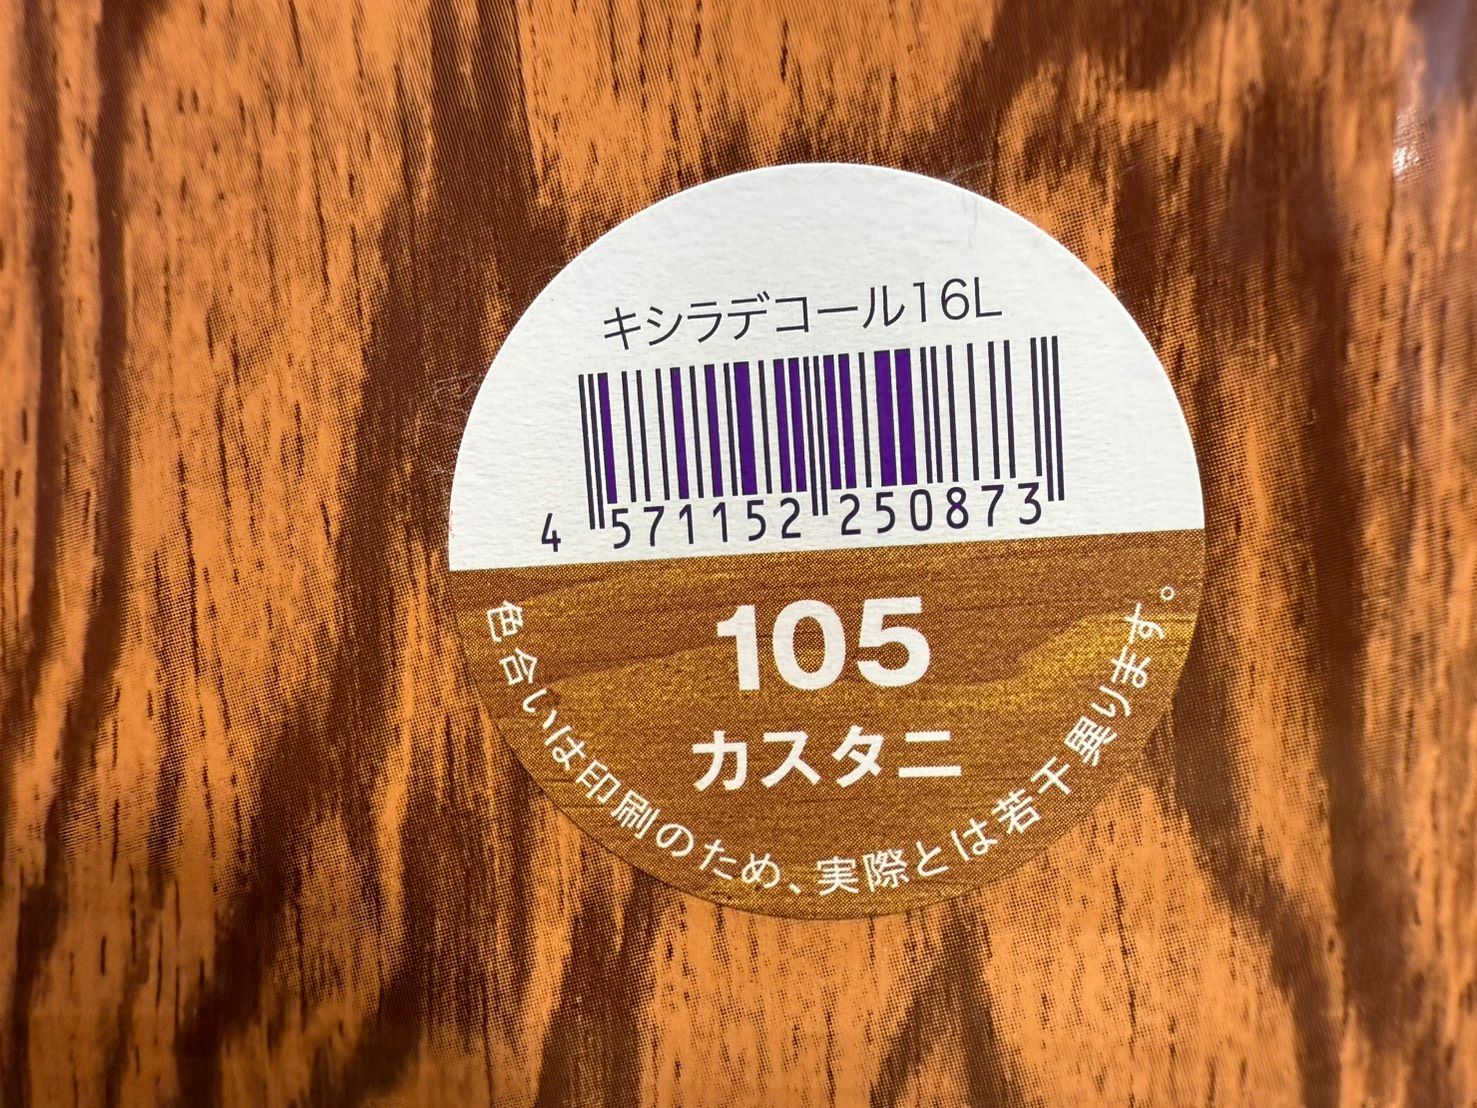 キシラデコール16L
4 571152 250873
105
カスタニ
色合いは印刷のため、実際とは若干異ります。